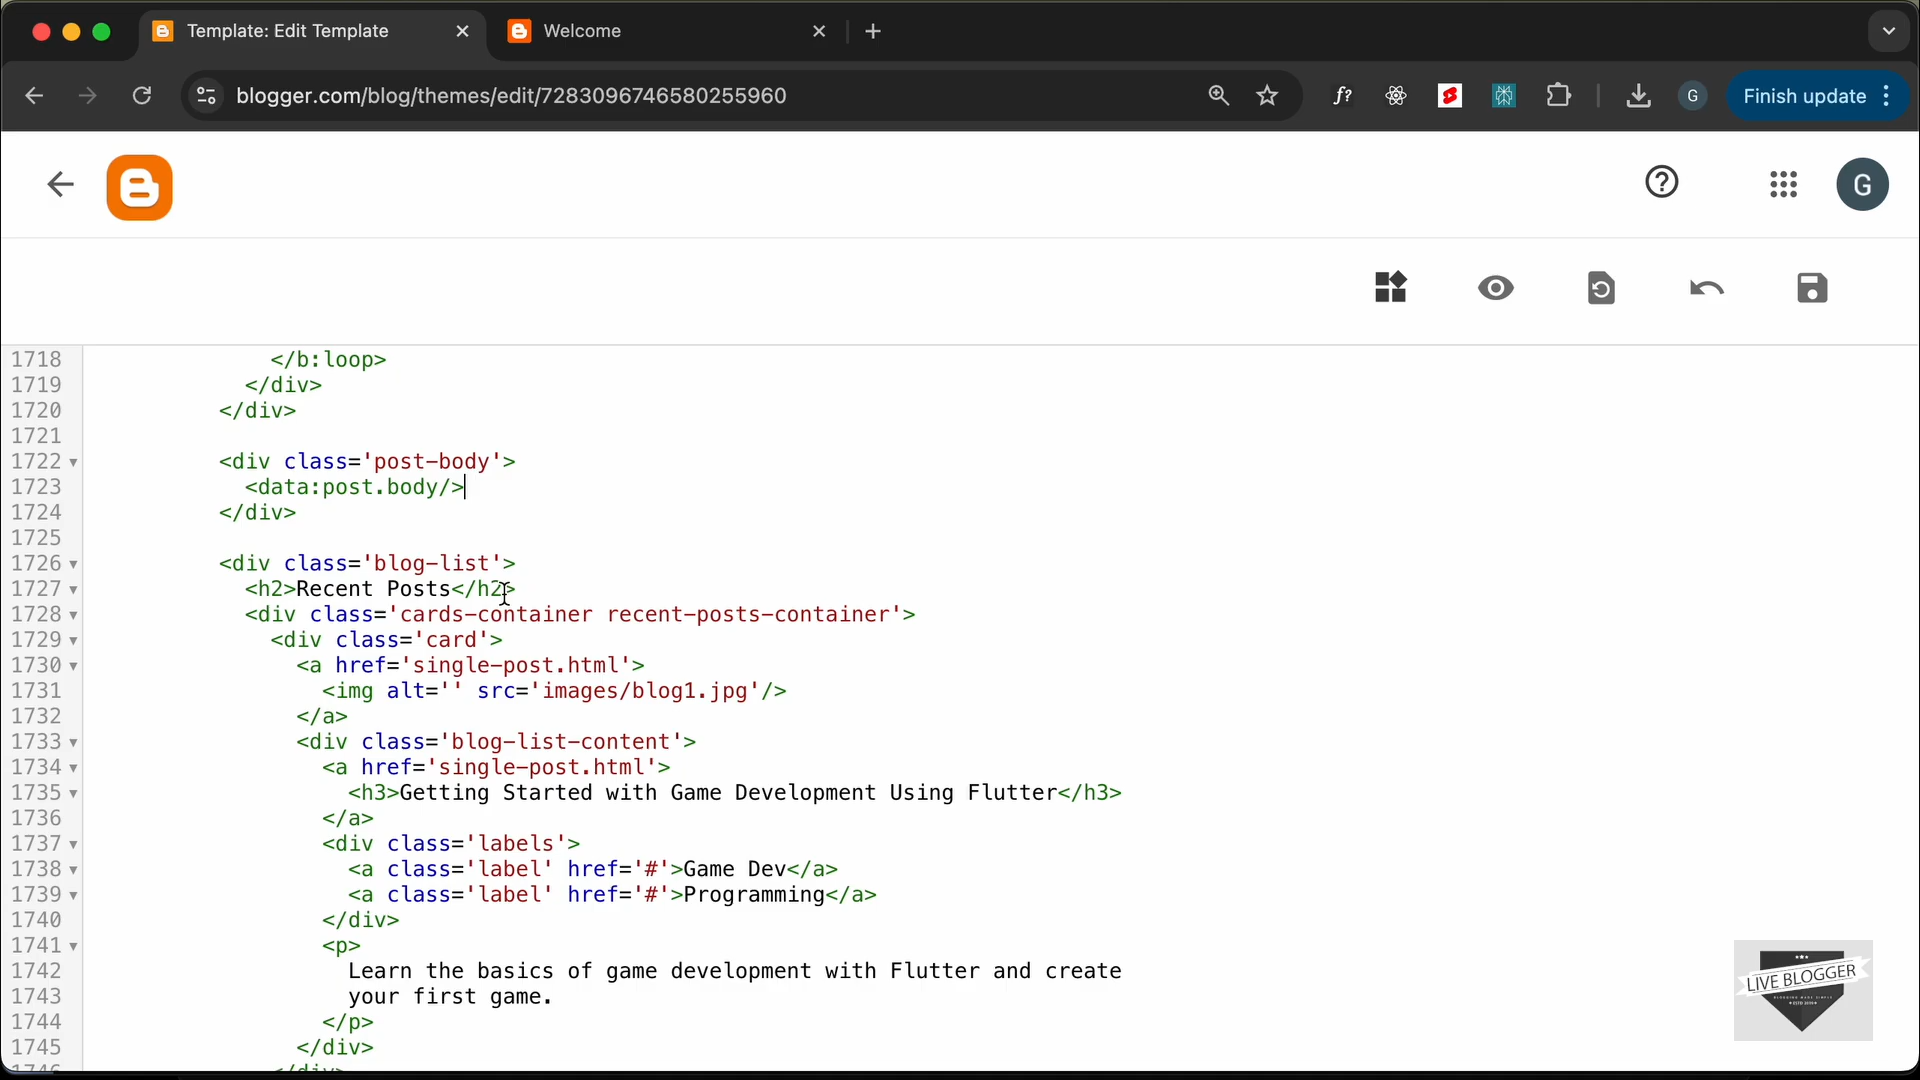 Template: Edit Template
Welcome
blogger.com/blog/themes/edit/7283096746580255960
f?
G
Finish update
G
1718 </b:loop>
1719 </div>
1720 </div>
1721
1722 <div class='post-body'>
1723 <data:post.body/>
1724 </div>
1725
1726 <div class='blog-list'>
1727 <h2>Recent Posts</h2>
1728 <div class='cards-container recent-posts-container'>
1729 <div class='card'>
1730 <a href='single-post.html'>
1731 <img alt='' src='images/blog1.jpg'/>
1732 </a>
1733 <div class='blog-list-content'>
1734 <a href='single-post.html'>
1735 <h3>Getting Started with Game Development Using Flutter</h3>
1736 </a>
1737 <div class='labels'>
1738 <a class='label' href='#'>Game Dev</a>
1739 <a class='label' href='#'>Programming</a>
1740 </div>
1741 <p>
1742 Learn the basics of game development with Flutter and create
1743 your first game.
1744 </p>
1745 </div>
1746 </div>
LIVE BLOGGER